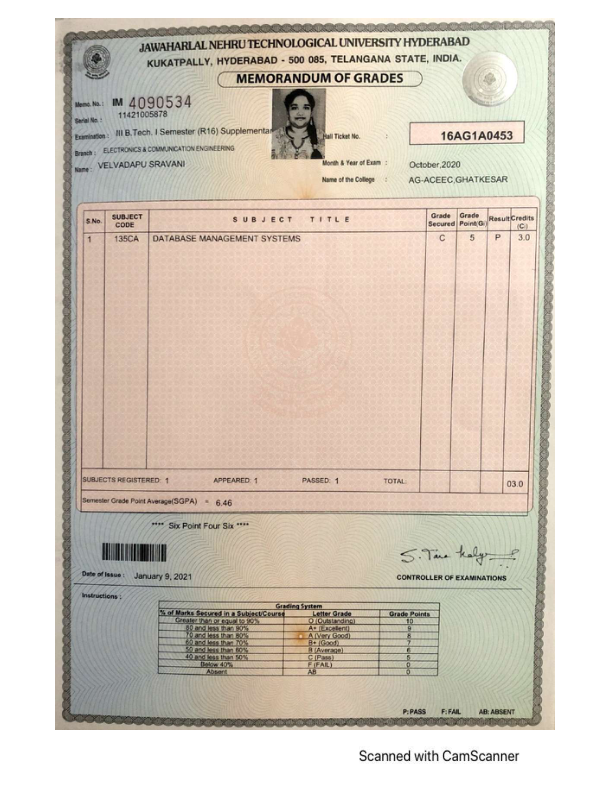 JAWAHARLAL NEHRU TECHNOLOGICAL UNIVERSITY HYDERABAD
KUKATPALLY, HYDERABAD - 500 085, TELANGANA STATE, INDIA.
MEMORANDUM OF GRADES
Memo. No.: IM 4090534
Serial No. : 11421005878
Examination : III B.Tech. I Semester (R16) Supplementar Hall Ticket No. : 16AG1A0453
Branch : ELECTRONICS & COMMUNICATION ENGINEERING
Name : VELVADAPU SRAVANI Month & Year of Exam : October,2020
Name of the College : AG-ACEEC,GHATKESAR
S.No. SUBJECT CODE SUBJECT TITLE Grade Secured Grade Point(Gi) Result Credits (Ci)
1 135CA DATABASE MANAGEMENT SYSTEMS C 5 P 3.0
SUBJECTS REGISTERED: 1 APPEARED: 1 PASSED: 1 TOTAL: 03.0
Semester Grade Point Average(SGPA) = 6.46
**** Six Point Four Six ****
Date of Issue : January 9, 2021 CONTROLLER OF EXAMINATIONS
Instructions :
Grading System
% of Marks Secured in a Subject/Course Letter Grade Grade Points
Greater than or equal to 90% O (Outstanding) 10
80 and less than 90% A+ (Excellent) 9
70 and less than 80% A (Very Good) 8
60 and less than 70% B+ (Good) 7
50 and less than 60% B (Average) 6
40 and less than 50% C (Pass) 5
Below 40% F (FAIL) 0
Absent AB 0
P: PASS F: FAIL AB: ABSENT
Scanned with CamScanner